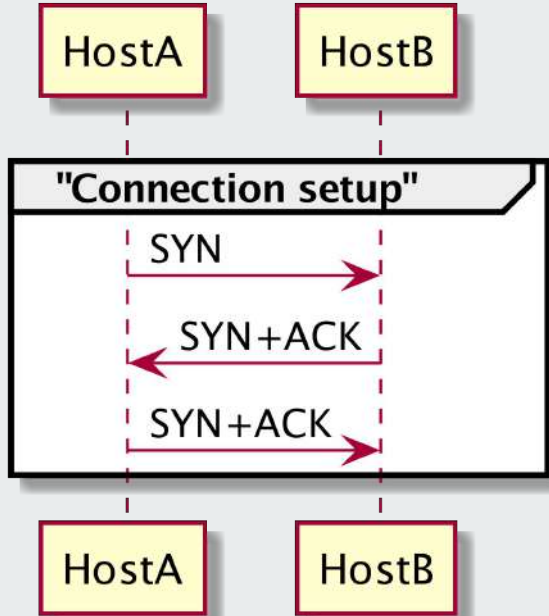 HostA HostB
"Connection setup"
SYN
SYN+ACK
SYN+ACK
HostA HostB